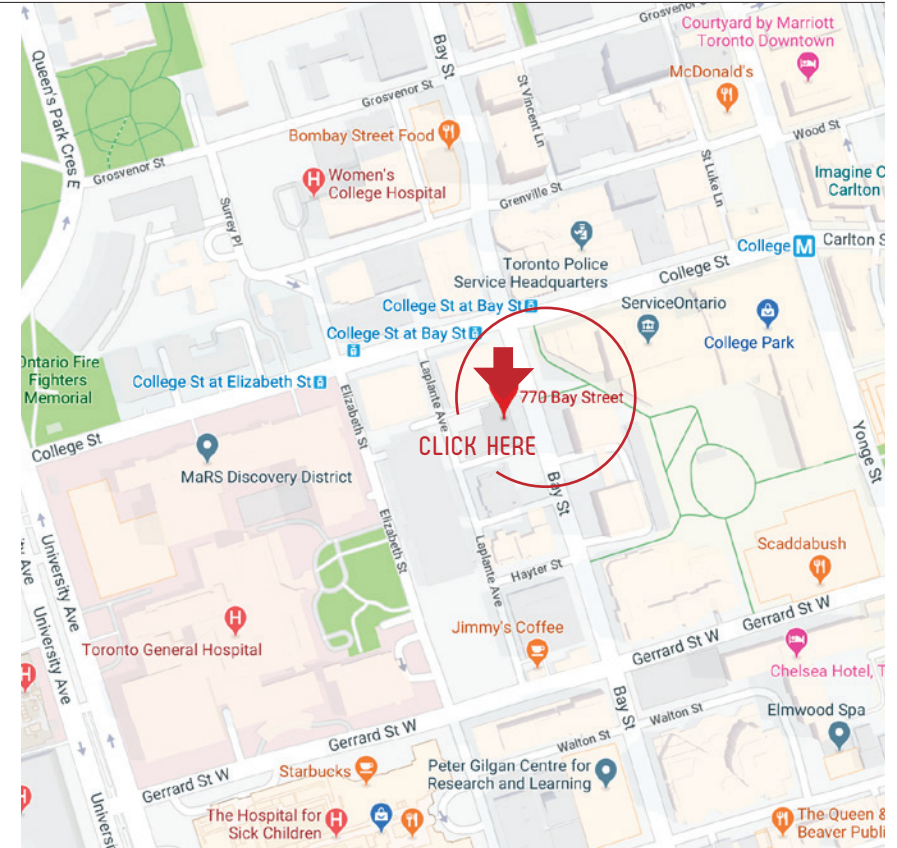 Grosvenor
Courtyard by Marriott
Toronto Downtown
Bay St
Queen's Park Cres E
McDonald's
St Vincent Ln
Grosvenor St
Bombay Street Food
Wood St
Grosvenor St
Women's
College Hospital
St Luke Ln
Imagine C
Carlton
Grenville St
Surrey Pl
Toronto Police
Service Headquarters
College M
Carlton S
College St
College St at Bay St
ServiceOntario
College St at Bay St
College Park
Ontario Fire
Fighters
Memorial
College St at Elizabeth St
Laplante Ave
Elizabeth St
770 Bay Street
CLICK HERE
College St
Yonge St
MaRS Discovery District
Bay St
Elizabeth St
Scaddabush
University Ave
Ave
Laplante Ave
Hayter St
Gerrard St W
H
Jimmy's Coffee
University Ave
Toronto General Hospital
Gerrard St W
Chelsea Hotel, T
Bay St
Elmwood Spa
Walton St
Gerrard St W
Walton St
Peter Gilgan Centre for
Research and Learning
Starbucks
Gerrard St W
Universi
The Hospital for
Sick Children
H
The Queen &
Beaver Publi